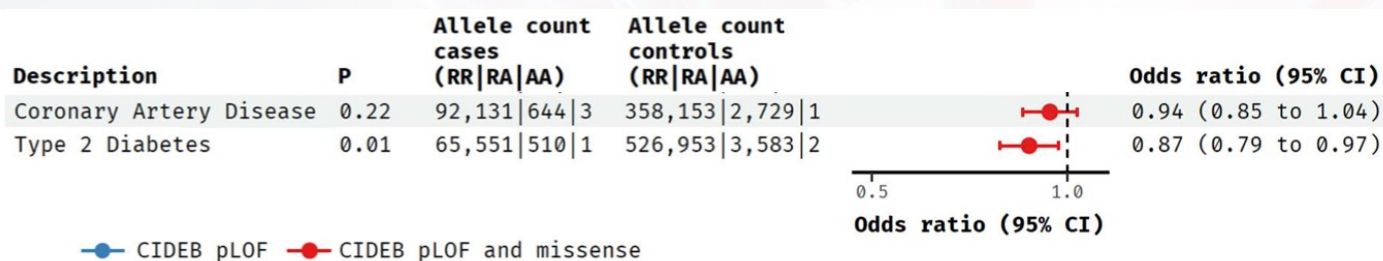 Description P Allele count cases (RR|RA|AA) Allele count controls (RR|RA|AA) Odds ratio (95% CI)
Coronary Artery Disease 0.22 92,131|644|3 358,153|2,729|1 0.94 (0.85 to 1.04)
Type 2 Diabetes 0.01 65,551|510|1 526,953|3,583|2 0.87 (0.79 to 0.97)
0.5 1.0
Odds ratio (95% CI)
CIDEB pLOF CIDEB pLOF and missense